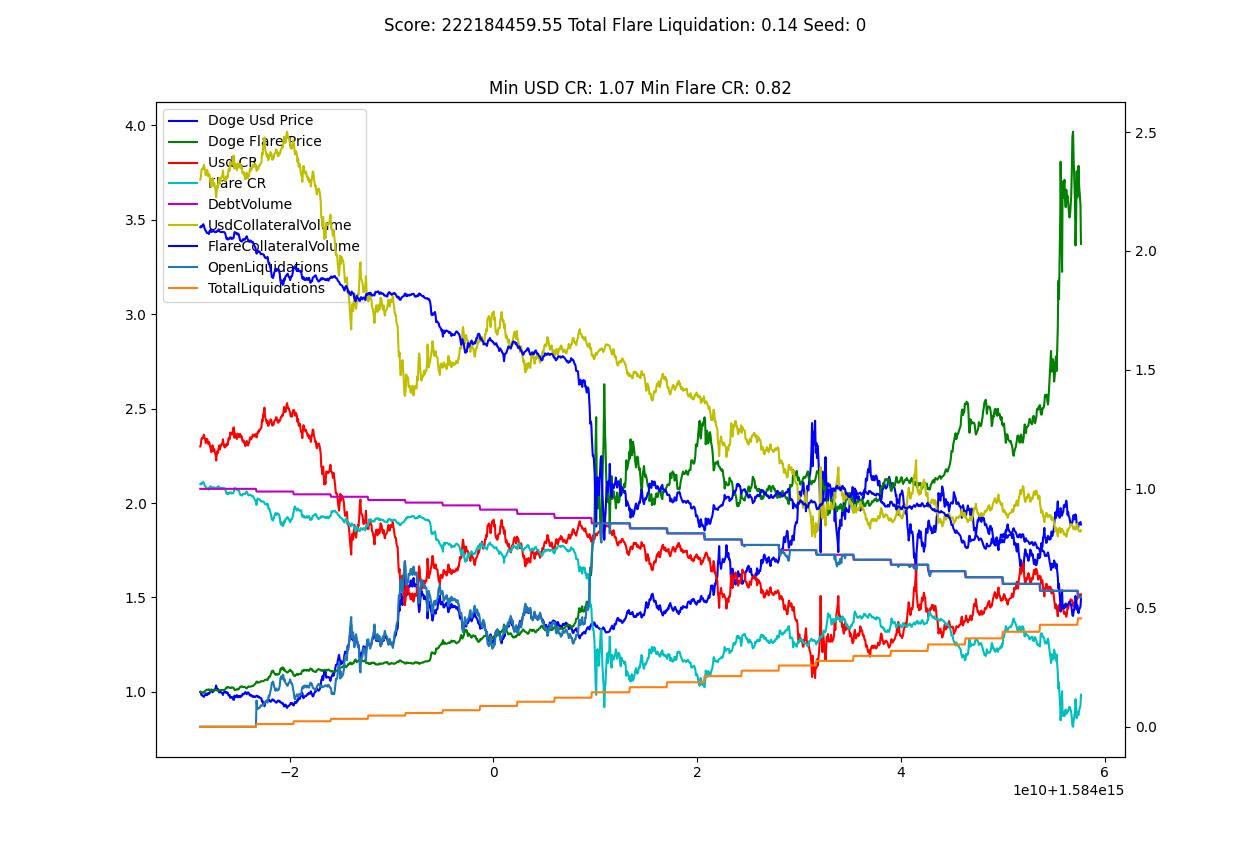 Score: 222184459.55 Total Flare Liquidation: 0.14 Seed: 0
Min USD CR: 1.07 Min Flare CR: 0.82
Doge Usd Price
Doge Flare Price
Usd CR
Flare CR
DebtVolume
UsdCollateralVolume
FlareCollateralVolume
OpenLiquidations
TotalLiquidations
4.0
3.5
3.0
2.5
2.0
1.5
1.0
2.5
2.0
1.5
1.0
0.5
0.0
−2
0
2
4
6
1e10+1.584e15